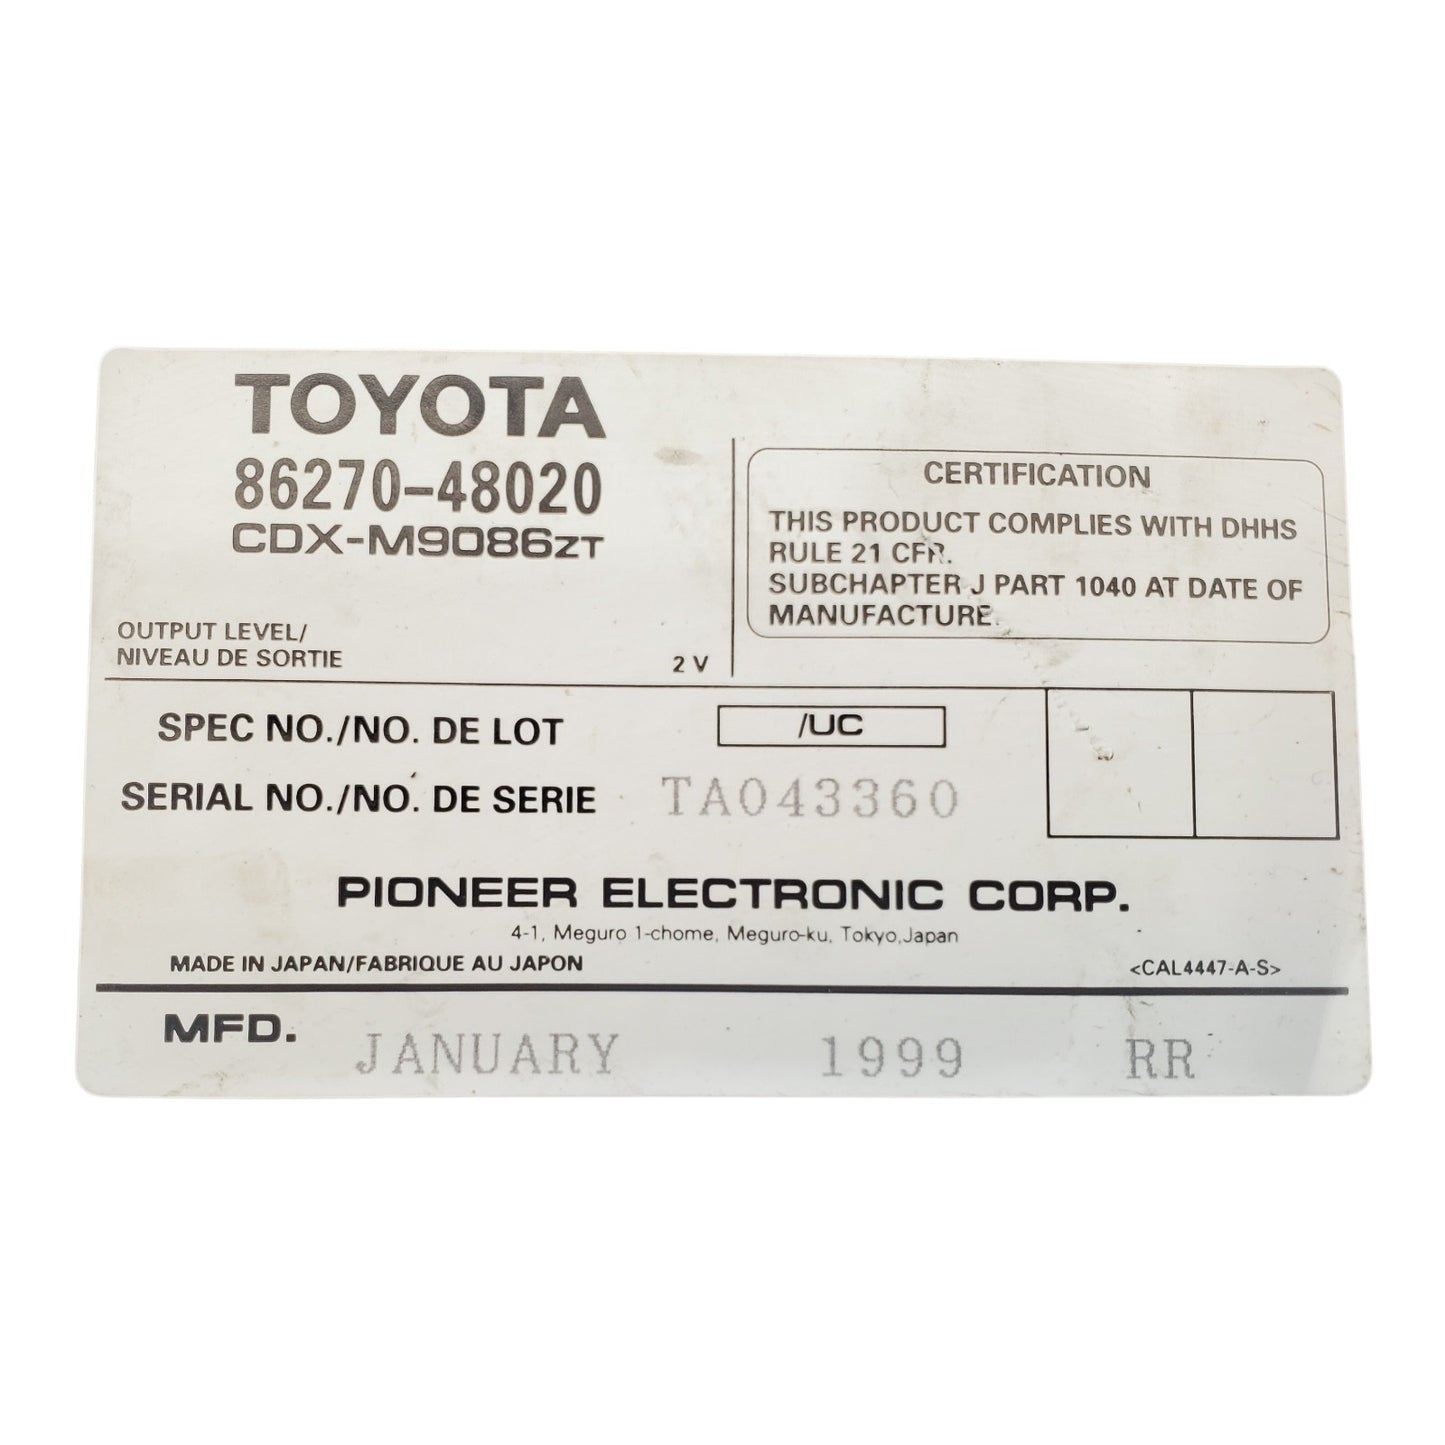 TOYOTA
86270-48020
CDX-M9086ZT
OUTPUT LEVEL/
NIVEAU DE SORTIE 2 V
CERTIFICATION
THIS PRODUCT COMPLIES WITH DHHS
RULE 21 CFR.
SUBCHAPTER J PART 1040 AT DATE OF
MANUFACTURE.
SPEC NO./NO. DE LOT /UC
SERIAL NO./NO. DE SERIE TA043360
PIONEER ELECTRONIC CORP.
4-1, Meguro 1-chome, Meguro-ku, Tokyo,Japan
MADE IN JAPAN/FABRIQUE AU JAPON <CAL4447-A-S>
MFD. JANUARY 1999 RR